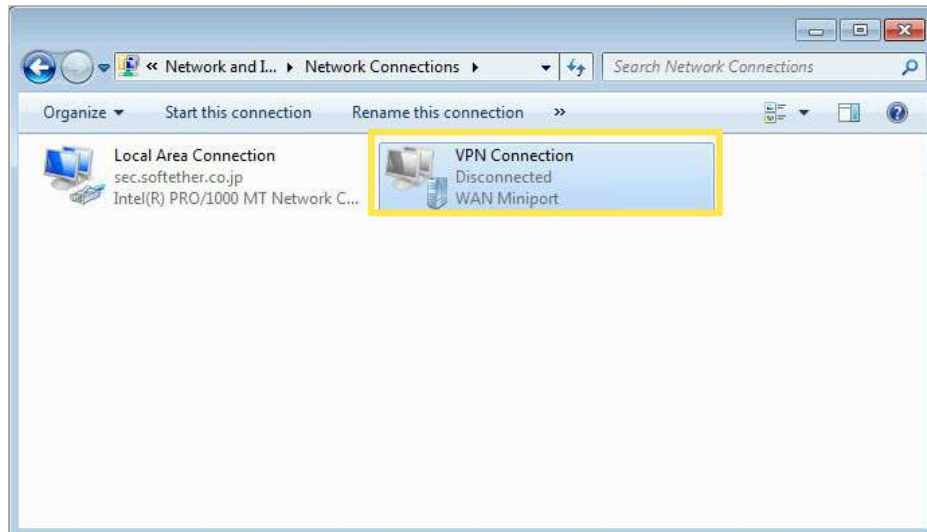 « Network and I... Network Connections
Search Network Connections
Organize Start this connection Rename this connection »
Local Area Connection
sec.softether.co.jp
Intel(R) PRO/1000 MT Network C...
VPN Connection
Disconnected
WAN Miniport